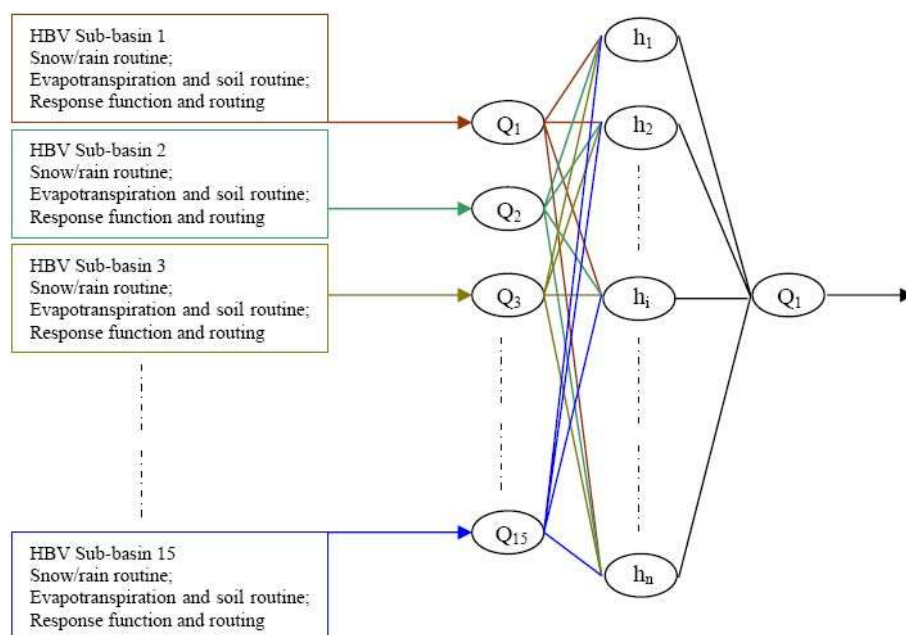 HBV Sub-basin 1
Snow/rain routine;
Evapotranspiration and soil routine;
Response function and routing
HBV Sub-basin 2
Snow/rain routine;
Evapotranspiration and soil routine;
Response function and routing
HBV Sub-basin 3
Snow/rain routine;
Evapotranspiration and soil routine;
Response function and routing
HBV Sub-basin 15
Snow/rain routine;
Evapotranspiration and soil routine;
Response function and routing
Q1
Q2
Q3
Q15
h1
h2
hi
hn
Q1